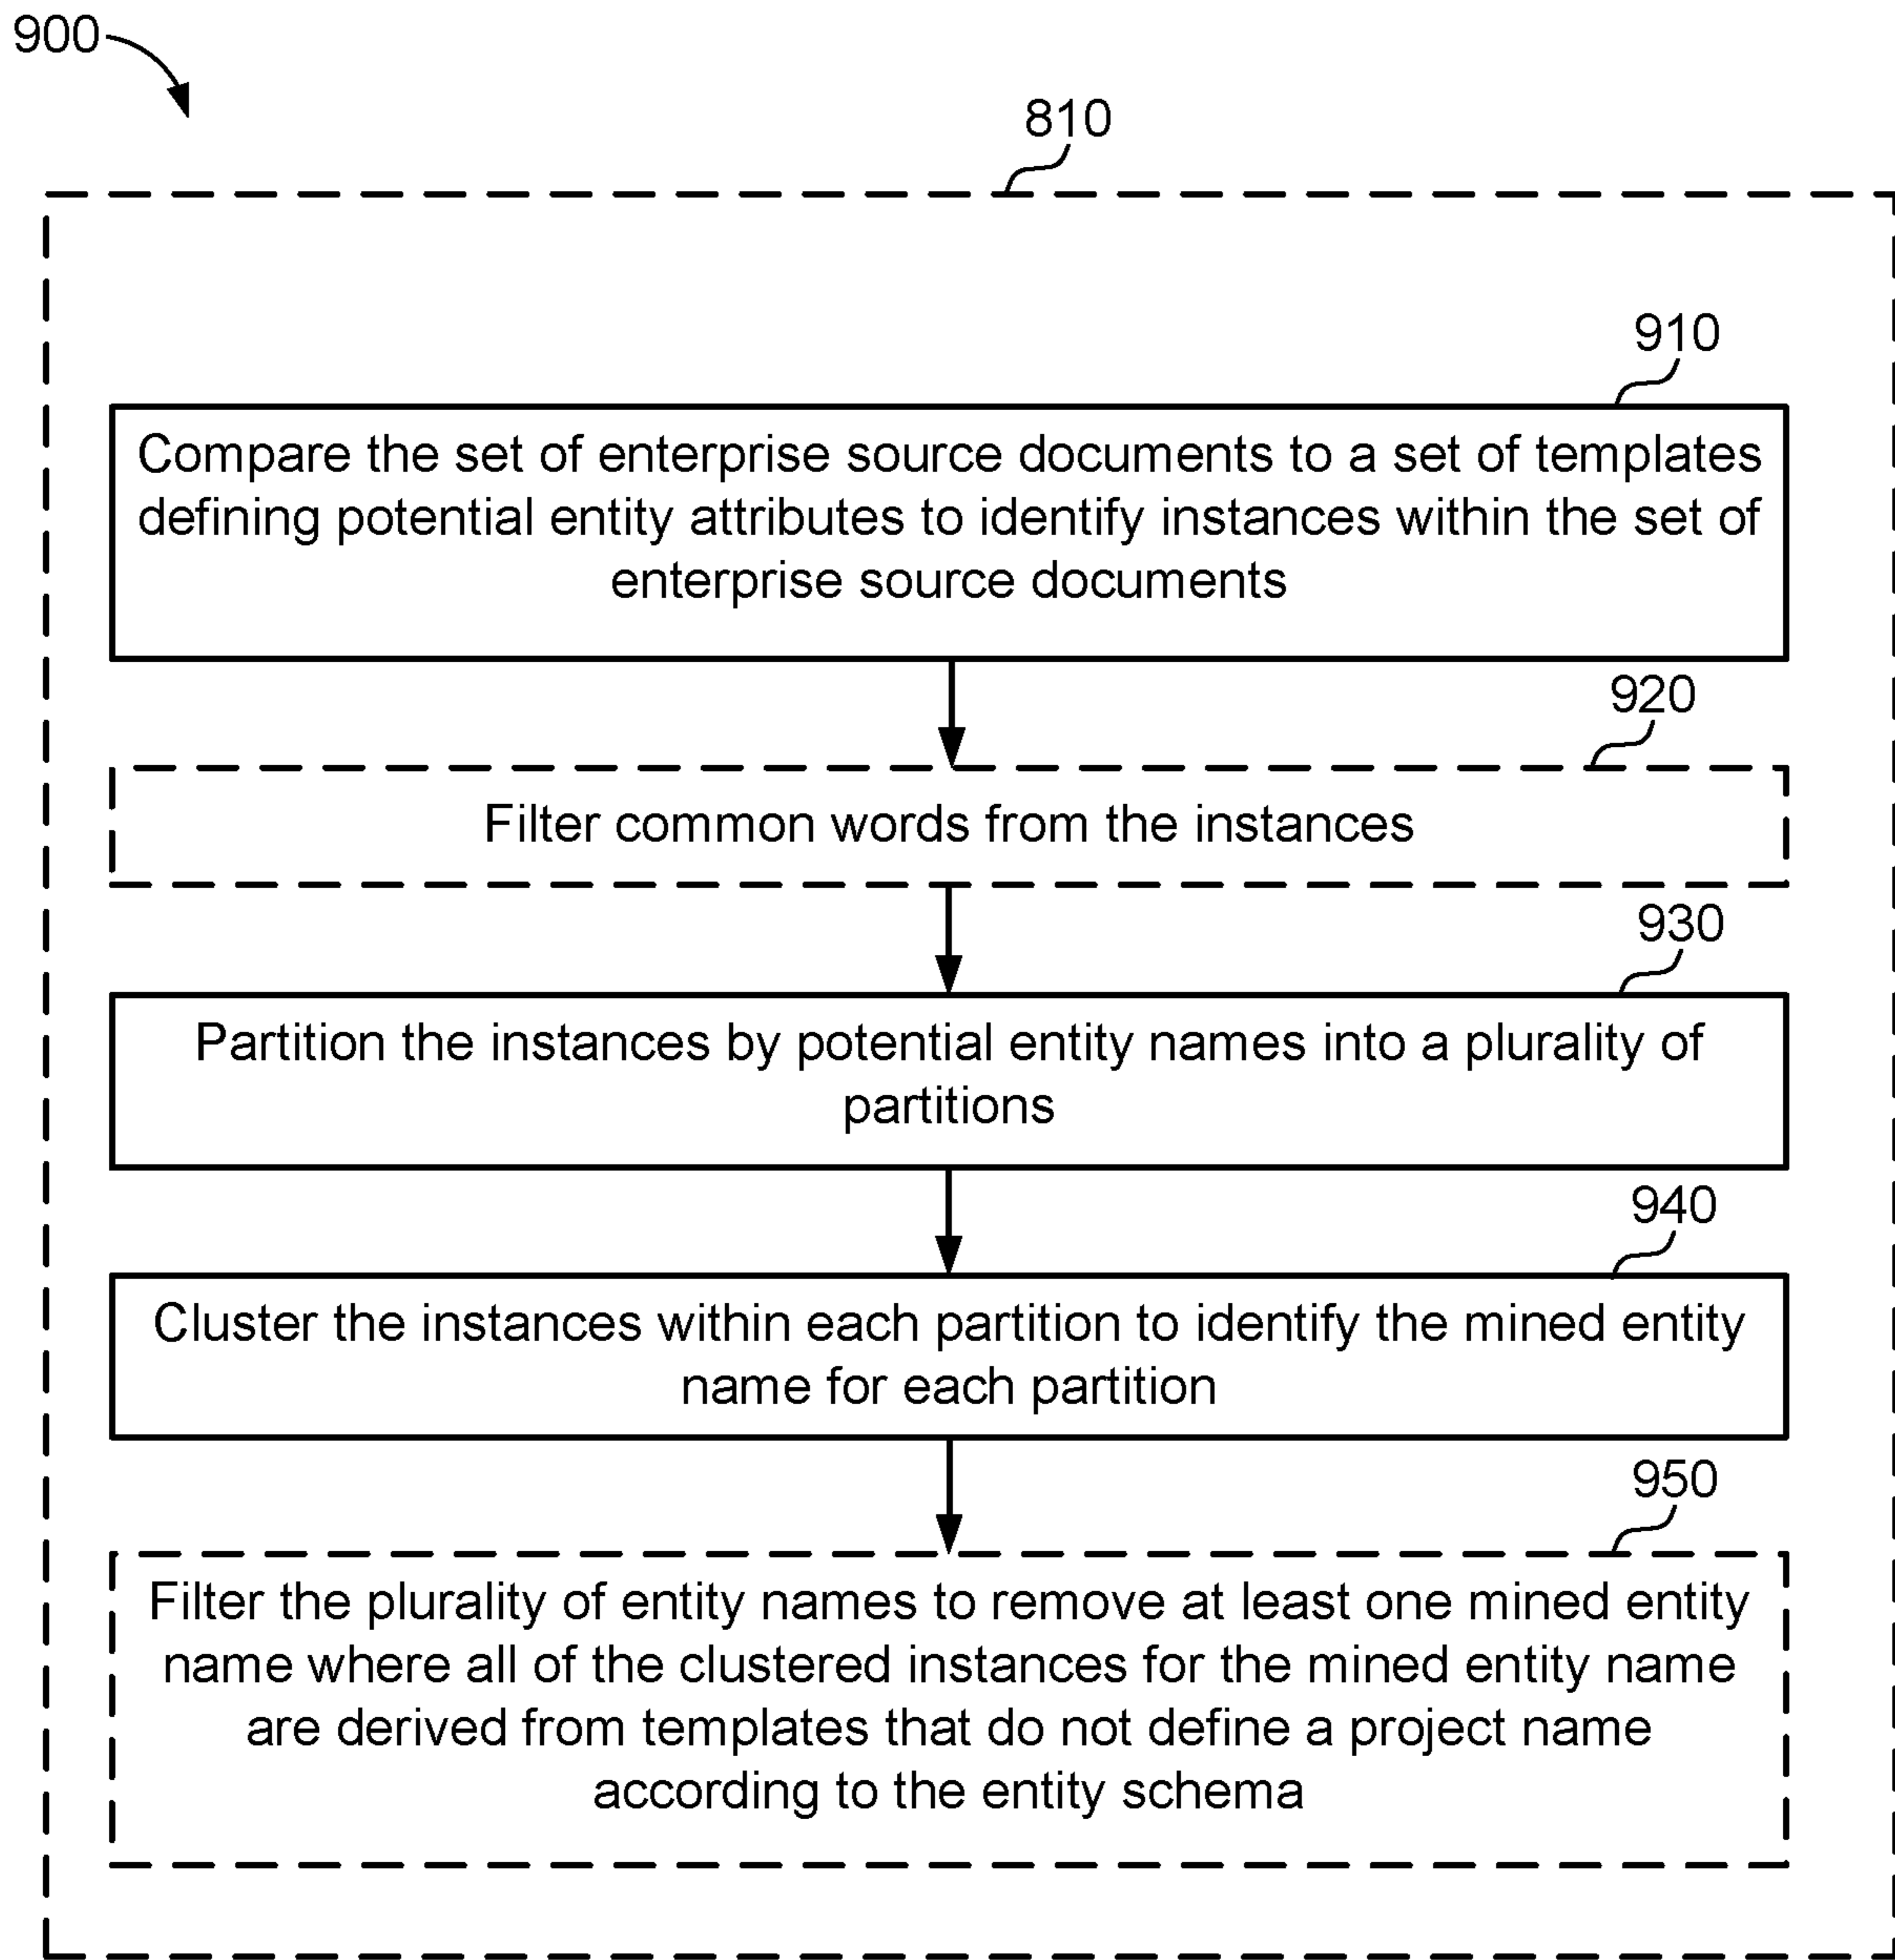 900
810
910
Compare the set of enterprise source documents to a set of templates
defining potential entity attributes to identify instances within the set of
enterprise source documents
920
Filter common words from the instances
930
Partition the instances by potential entity names into a plurality of
partitions
940
Cluster the instances within each partition to identify the mined entity
name for each partition
950
Filter the plurality of entity names to remove at least one mined entity
name where all of the clustered instances for the mined entity name
are derived from templates that do not define a project name
according to the entity schema